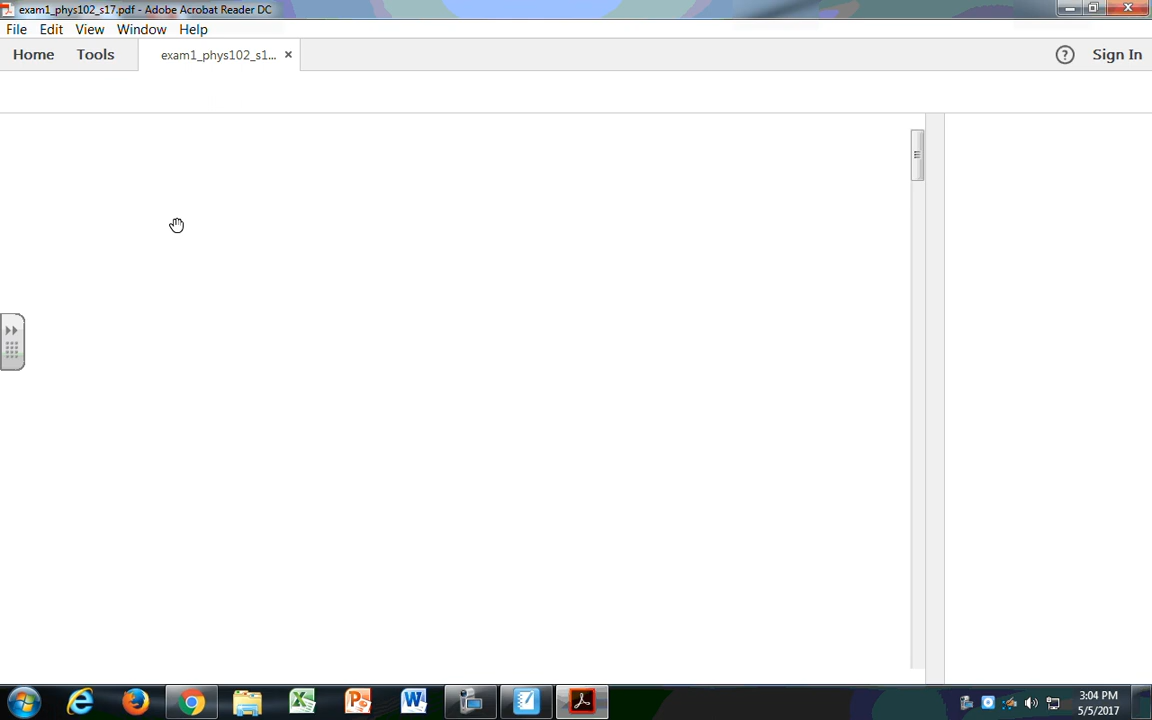 exam1_phys102_s17.pdf - Adobe Acrobat Reader DC
File Edit View Window Help
Home Tools exam1_phys102_s1... × ? Sign In
3:04 PM
5/5/2017